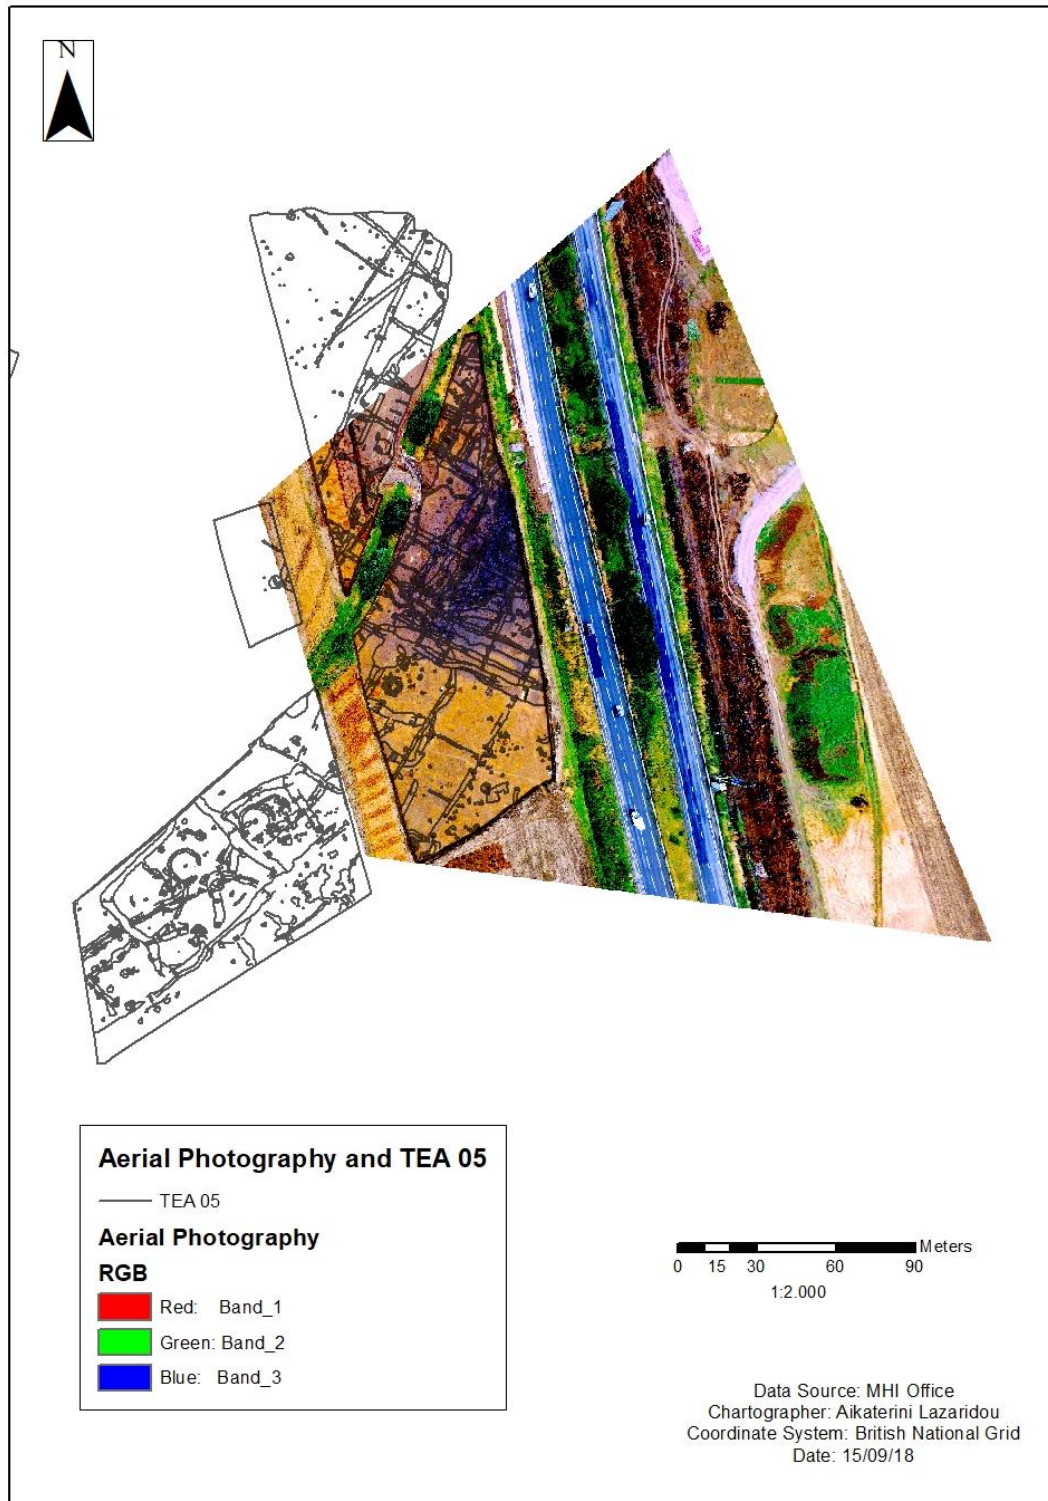 N
Aerial Photography and TEA 05
TEA 05
Aerial Photography
RGB
Red: Band_1
Green: Band_2
Blue: Band_3
Meters
0 15 30 60 90
1:2.000
Data Source: MHI Office
Chartographer: Aikaterini Lazaridou
Coordinate System: British National Grid
Date: 15/09/18